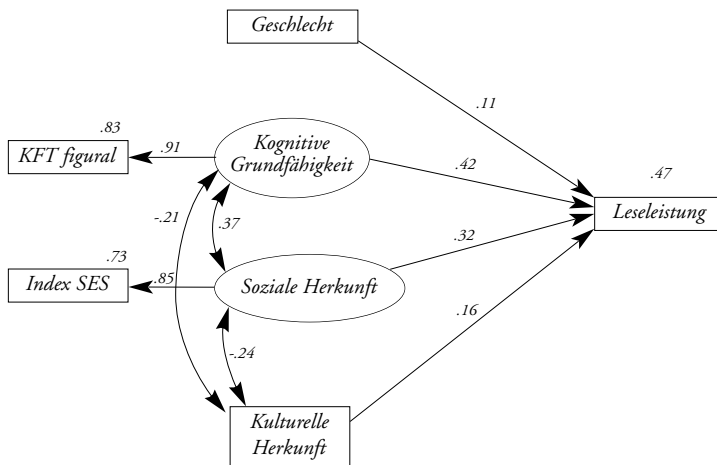 Geschlecht
.11
.83
KFT figural
.91
Kognitive
Grundfähigkeit
.42
.47
Leseleistung
-.21
.37
.32
.73
Index SES
.85
Soziale Herkunft
.16
-.24
Kulturelle
Herkunft